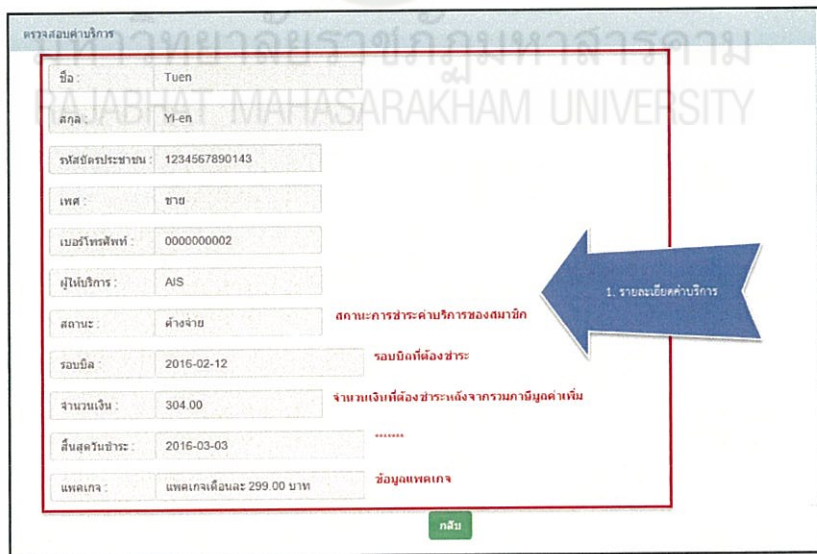 ตรวจสอบค่าบริการ
มหาวิทยาลัยราชภัฏมหาสารคาม
ชื่อ : Tuen
RAJABHAT MAHASARAKHAM UNIVERSITY
สกุล : YI-en
รหัสบัตรประชาชน : 1234567890143
เพศ : ชาย
เบอร์โทรศัพท์ : 0000000002
ผู้ให้บริการ : AIS
1. รายละเอียดค่าบริการ
สถานะ : ค้างจ่าย สถานะการชำระค่าบริการของสมาชิก
รอบบิล : 2016-02-12 รอบบิลที่ต้องชำระ
จำนวนเงิน : 304.00 จำนวนเงินที่ต้องชำระหลังจากรวมภาษีมูลค่าเพิ่ม
สิ้นสุดวันชำระ : 2016-03-03 *******
แพคเกจ : แพคเกจเดือนละ 299.00 บาท ข้อมูลแพคเกจ
กลับ